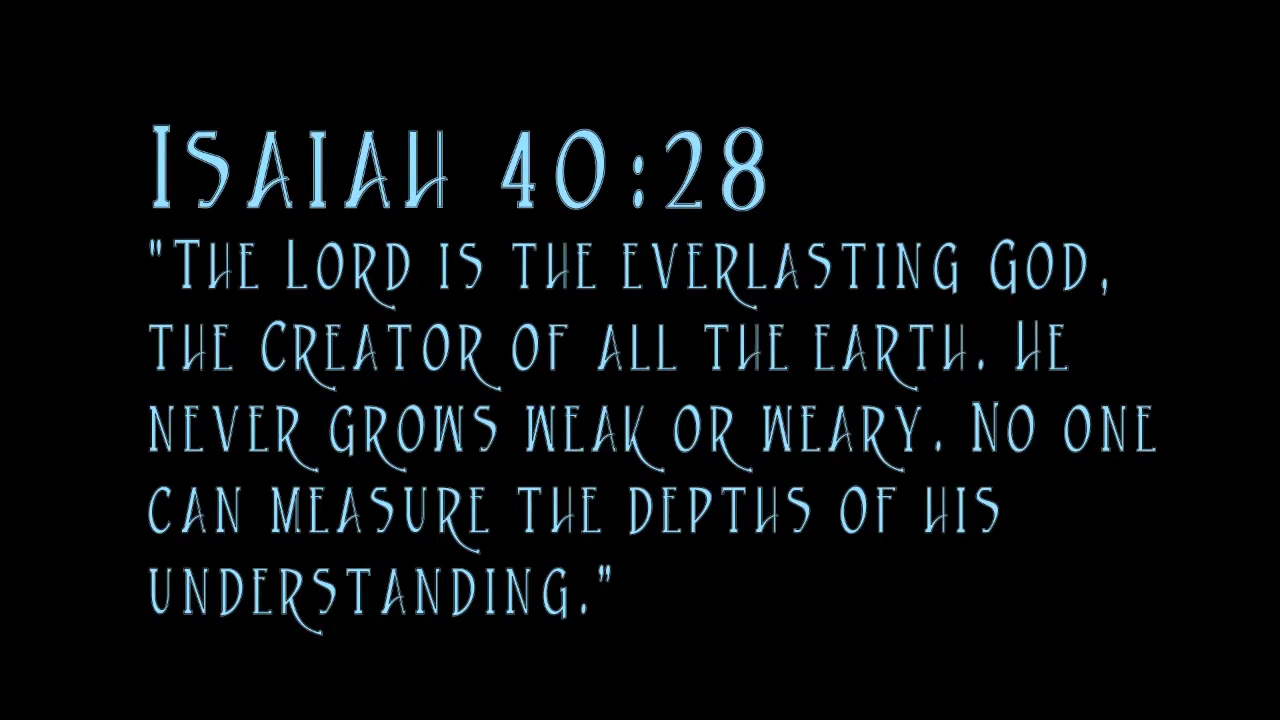 Isaiah 40:28
"The Lord is the everlasting God,
the Creator of all the earth. He
never grows weak or weary. No one
can measure the depths of his
understanding."